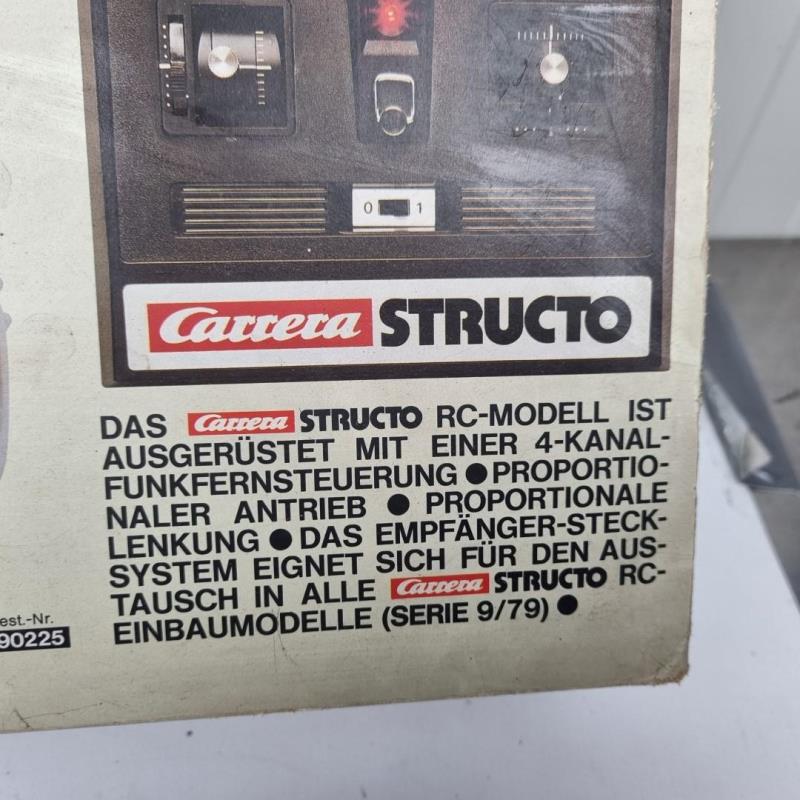 0 1
Carrera STRUCTO
DAS Carrera STRUCTO RC-MODELL IST
AUSGERÜSTET MIT EINER 4-KANAL-
FUNKFERNSTEUERUNG ● PROPORTIO-
NALER ANTRIEB ● PROPORTIONALE
LENKUNG ● DAS EMPFÄNGER-STECK-
SYSTEM EIGNET SICH FÜR DEN AUS-
TAUSCH IN ALLE Carrera STRUCTO RC-
EINBAUMODELLE (SERIE 9/79) ●
est.-Nr.
90225